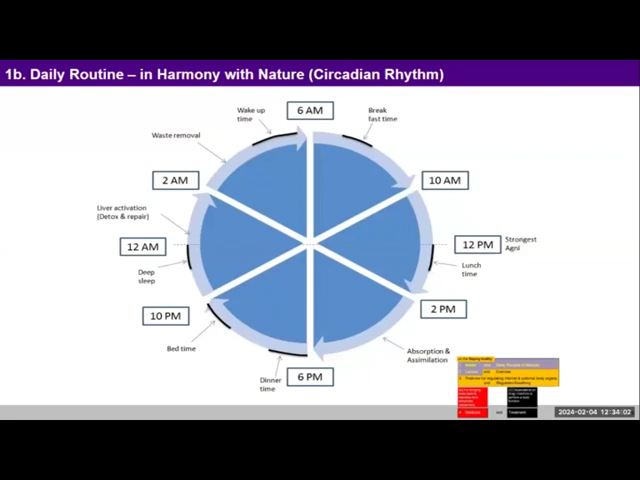 1b. Daily Routine – in Harmony with Nature (Circadian Rhythm)
Wake up
time
6 AM
Break
fast time
Waste removal
2 AM
10 AM
Liver activation
(Detox & repair)
12 AM
12 PM
Strongest
Agni
Deep
sleep
Lunch
time
10 PM
2 PM
Bed time
Absorption &
Assimilation
Dinner
time
6 PM
2024-02-04 12:34:02